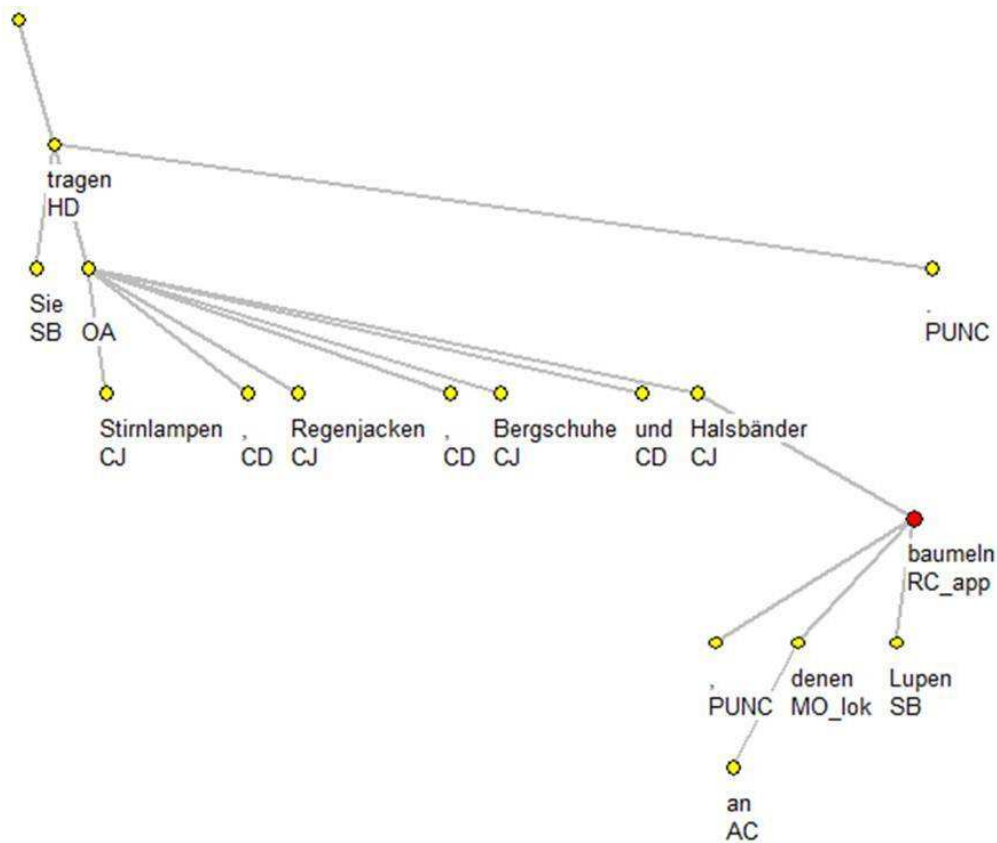 tragen
HD
Sie
SB
OA
.
PUNC
Stirnlampen
CJ
,
CD
Regenjacken
CJ
,
CD
Bergschuhe
CJ
und
CD
Halsbänder
CJ
baumeln
RC_app
,
PUNC
denen
MO_lok
Lupen
SB
an
AC